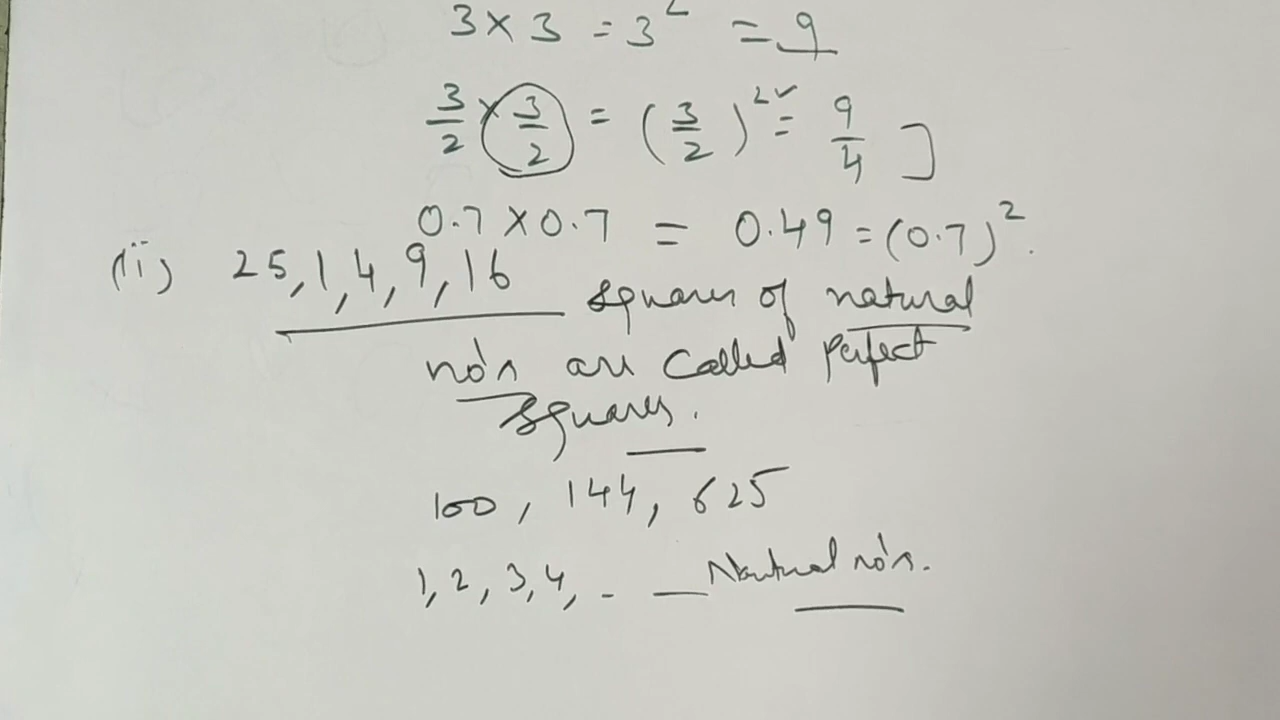 3 × 3 = 3² = 9
3/2 × 3/2 = (3/2)² = 9/4 ]
0.7 × 0.7 = 0.49 = (0.7)².
(ii) 25, 1, 4, 9, 16 squares of natural
no's are called perfect
squares.
100, 144, 625
1, 2, 3, 4, - — Natural no's.